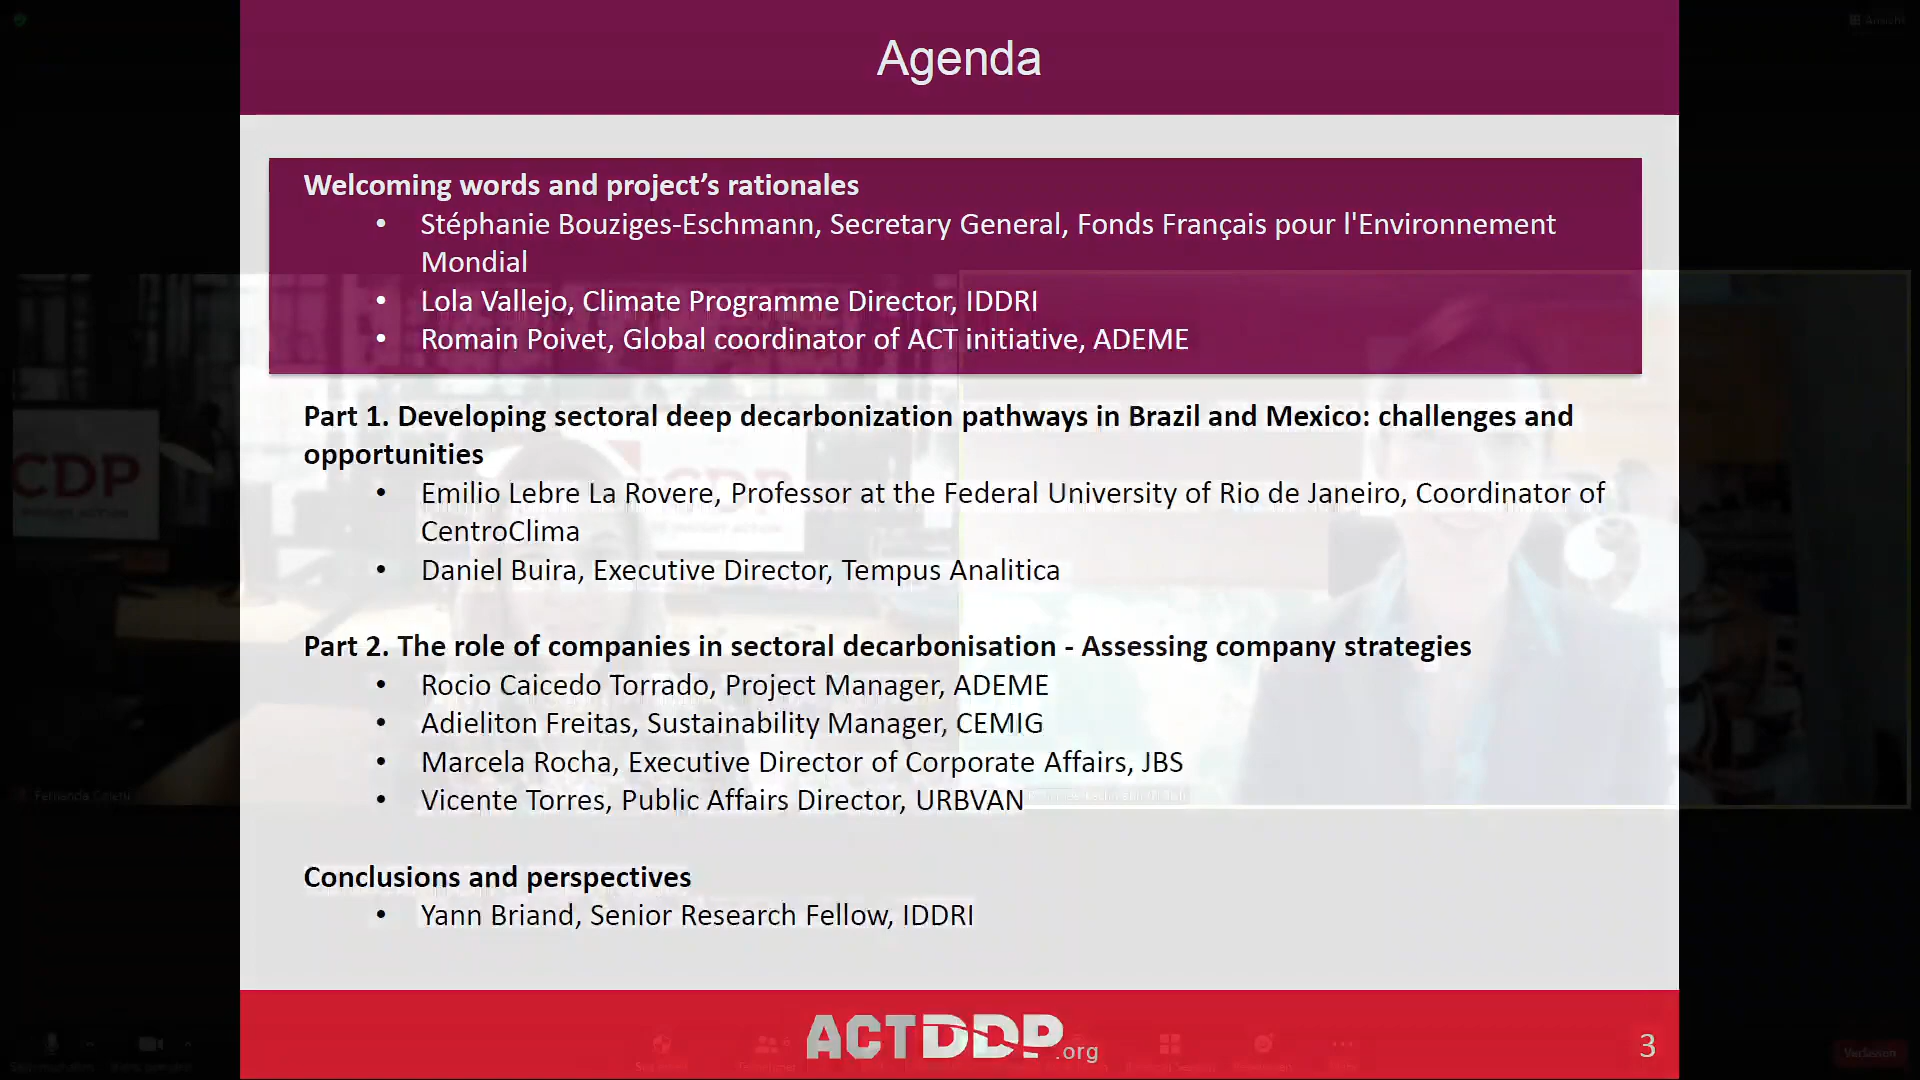 Agenda
Welcoming words and project’s rationales
• Stéphanie Bouziges-Eschmann, Secretary General, Fonds Français pour l'Environnement
Mondial
• Lola Vallejo, Climate Programme Director, IDDRI
• Romain Poivet, Global coordinator of ACT initiative, ADEME
Part 1. Developing sectoral deep decarbonization pathways in Brazil and Mexico: challenges and
opportunities
• Emilio Lebre La Rovere, Professor at the Federal University of Rio de Janeiro, Coordinator of
CentroClima
• Daniel Buira, Executive Director, Tempus Analitica
Part 2. The role of companies in sectoral decarbonisation - Assessing company strategies
• Rocio Caicedo Torrado, Project Manager, ADEME
• Adieliton Freitas, Sustainability Manager, CEMIG
• Marcela Rocha, Executive Director of Corporate Affairs, JBS
• Vicente Torres, Public Affairs Director, URBVAN
Conclusions and perspectives
• Yann Briand, Senior Research Fellow, IDDRI
CDP
ACTDDP.org
3
Verlassen